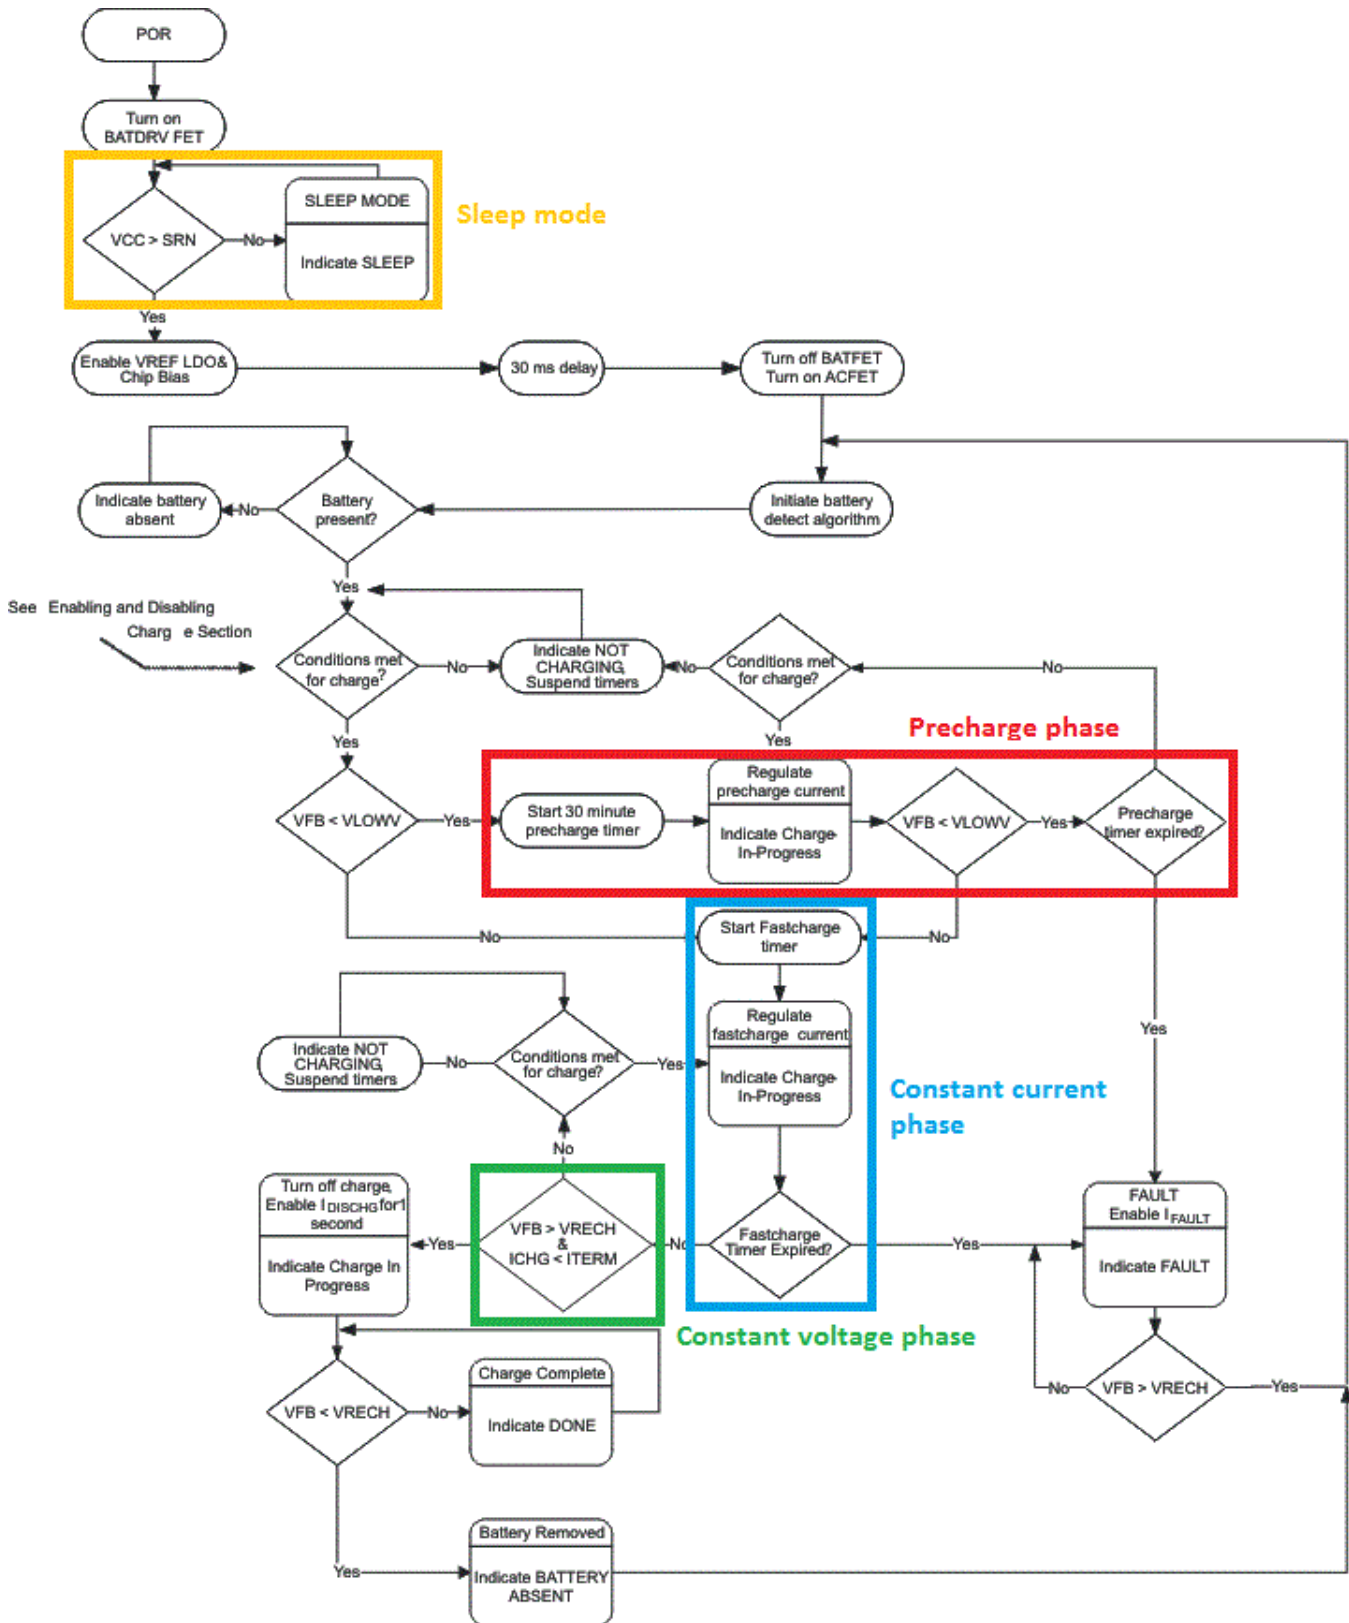 POR
Turn on
BATDRV FET
SLEEP MODE
Sleep mode
VCC > SRN
No
Indicate SLEEP
Yes
Enable VREF LDO&
Chip Bias
30 ms delay
Turn off BATFET
Turn on ACFET
Indicate battery
absent
No
Battery
present?
Initiate battery
detect algorithm
Yes
See Enabling and Disabling
Charg e Section
Conditions met
for charge?
No
Indicate NOT
CHARGING,
Suspend timers
No
Conditions met
for charge?
No
Yes
Yes
Precharge phase
VFB < VLOWV
Yes
Start 30 minute
precharge timer
Regulate
precharge current
Indicate Charge-
In-Progress
VFB < VLOWV
Yes
Precharge
timer expired?
No
Start Fastcharge
timer
No
Indicate NOT
CHARGING,
Suspend timers
No
Conditions met
for charge?
Yes
Regulate
fastcharge current
Indicate Charge-
In-Progress
Constant current
phase
Yes
No
Turn off charge,
Enable I DISCHG for 1
second
Indicate Charge In
Progress
Yes
VFB > VRECH
&
ICHG < ITERM
No
Fastcharge
Timer Expired?
Yes
FAULT
Enable I FAULT
Indicate FAULT
Constant voltage phase
VFB < VRECH
No
Charge Complete
Indicate DONE
No
VFB > VRECH
Yes
Yes
Battery Removed
Indicate BATTERY
ABSENT